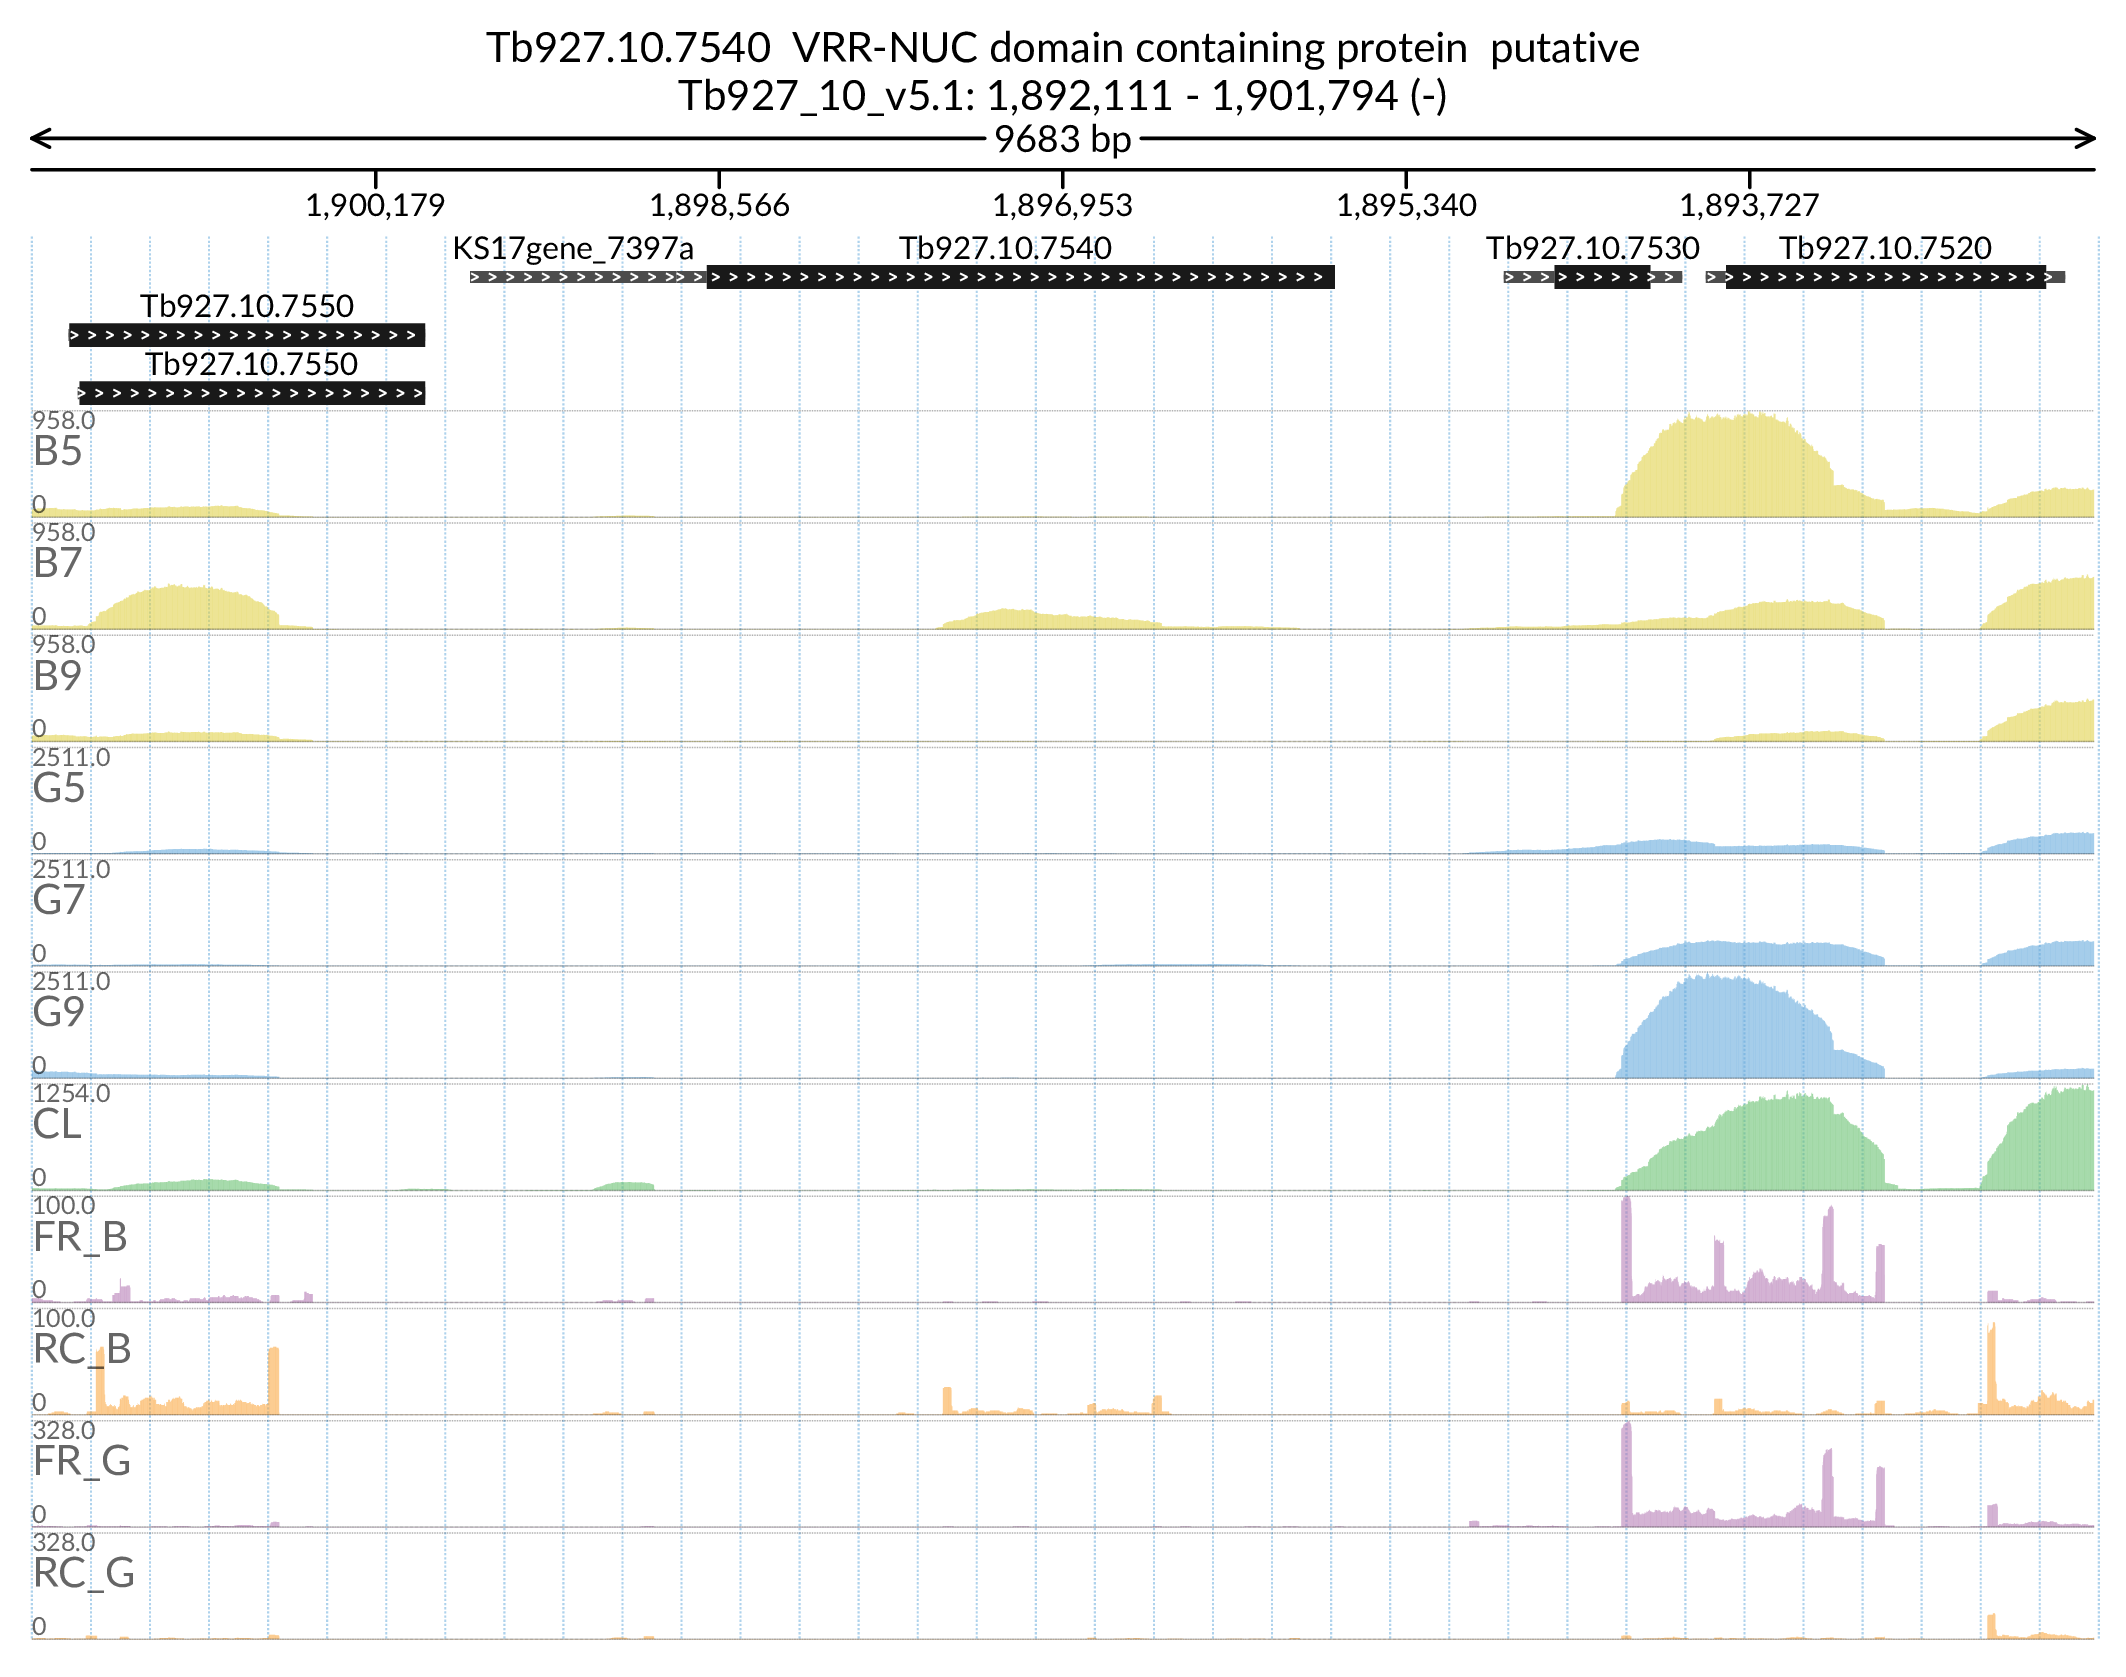 Tb927.10.7540  VRR-NUC domain containing protein  putative
Tb927_10_v5.1: 1,892,111 - 1,901,794 (-)
9683 bp
1,900,179 1,898,566 1,896,953 1,895,340 1,893,727
KS17gene_7397a Tb927.10.7540 Tb927.10.7530 Tb927.10.7520
Tb927.10.7550
Tb927.10.7550
958.0
B5
0
958.0
B7
0
958.0
B9
0
2511.0
G5
0
2511.0
G7
0
2511.0
G9
0
1254.0
CL
0
100.0
FR_B
0
100.0
RC_B
0
328.0
FR_G
0
328.0
RC_G
0